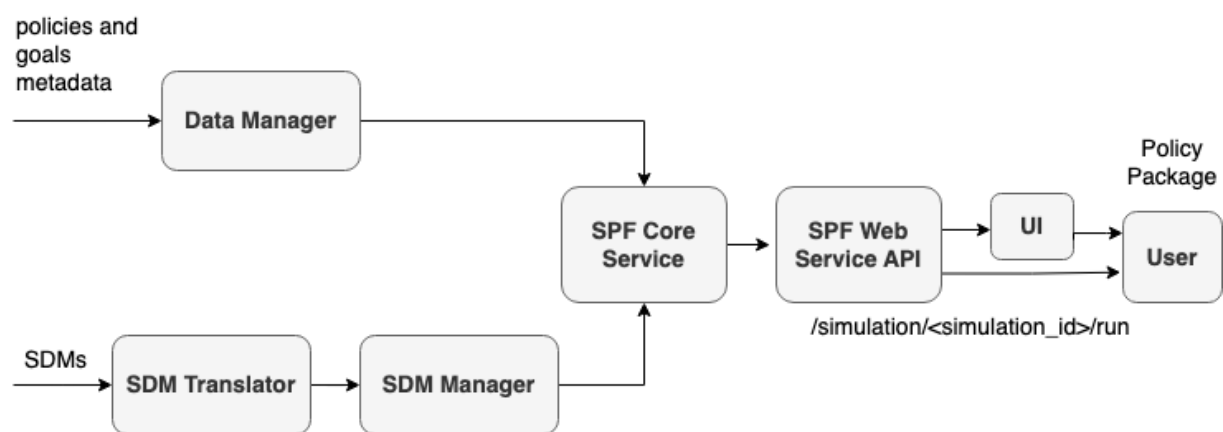 policies and
goals
metadata
Data Manager
Policy
Package
SPF Core
Service
SPF Web
Service API
UI
User
/simulation/<simulation_id>/run
SDMs
SDM Translator
SDM Manager